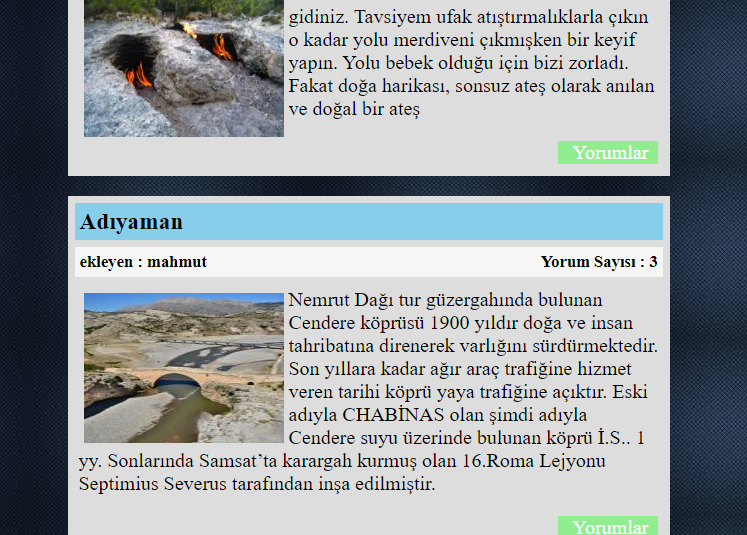 gidiniz. Tavsiyem ufak atıştırmalıklarla çıkın
o kadar yolu merdiveni çıkmışken bir keyif
yapın. Yolu bebek olduğu için bizi zorladı.
Fakat doğa harikası, sonsuz ateş olarak anılan
ve doğal bir ateş
Yorumlar
Adıyaman
ekleyen : mahmut
Yorum Sayısı : 3
Nemrut Dağı tur güzergahında bulunan
Cendere köprüsü 1900 yıldır doğa ve insan
tahribatına direnerek varlığını sürdürmektedir.
Son yıllara kadar ağır araç trafiğine hizmet
veren tarihi köprü yaya trafiğine açıktır. Eski
adıyla CHABİNAS olan şimdi adıyla
Cendere suyu üzerinde bulunan köprü İ.S.. 1
yy. Sonlarında Samsat’ta karargah kurmuş olan 16.Roma Lejyonu
Septimius Severus tarafından inşa edilmiştir.
Yorumlar